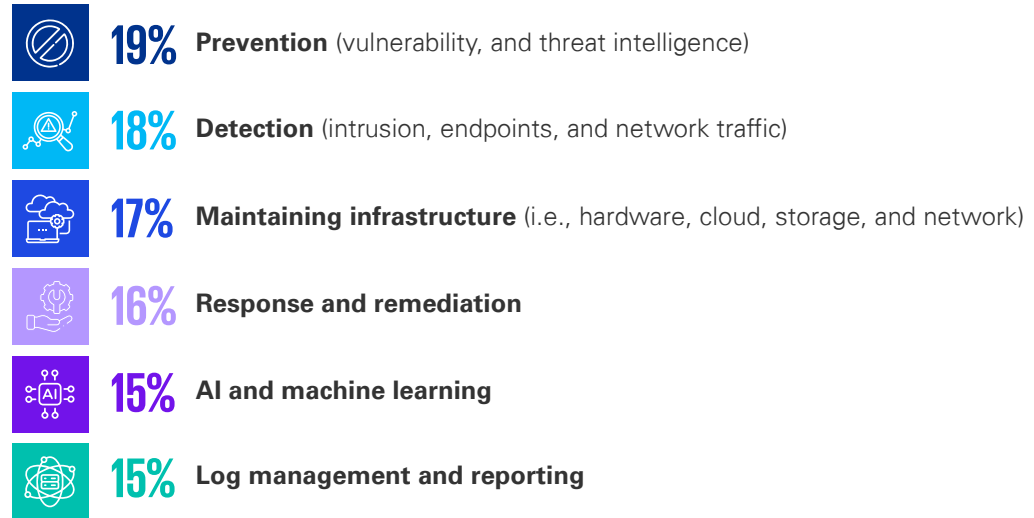 19% Prevention (vulnerability, and threat intelligence)
18% Detection (intrusion, endpoints, and network traffic)
17% Maintaining infrastructure (i.e., hardware, cloud, storage, and network)
16% Response and remediation
AI 15% AI and machine learning
15% Log management and reporting